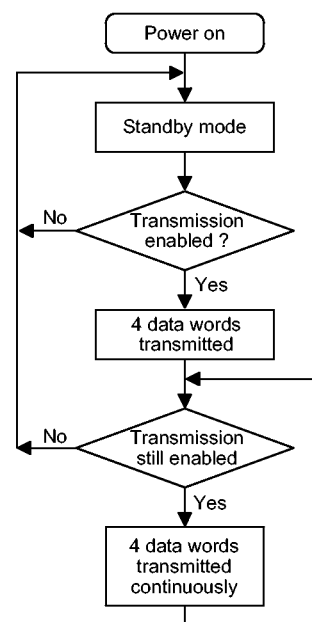 Power on
Standby mode
Transmission
enabled ?
No
Yes
4 data words
transmitted
Transmission
still enabled
No
Yes
4 data words
transmitted
continuously